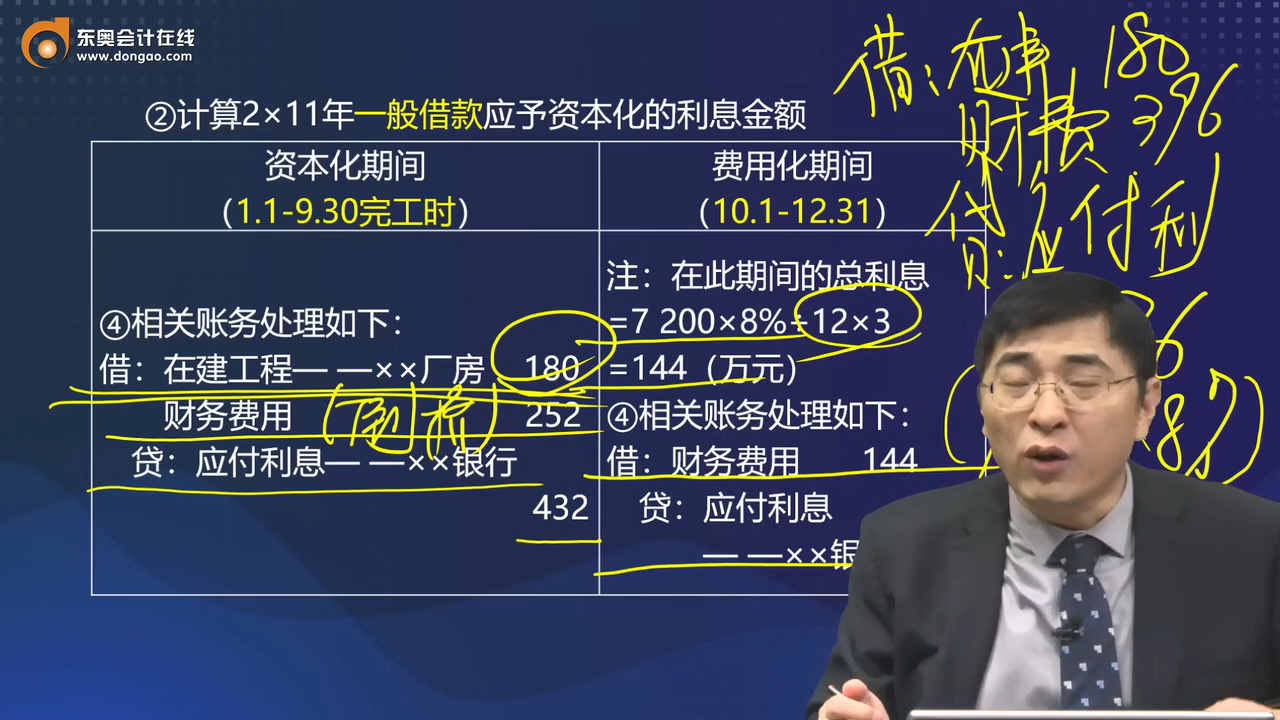 东奥会计在线
www.dongao.com
②计算2×11年一般借款应予资本化的利息金额
资本化期间
（1.1-9.30完工时）
费用化期间
（10.1-12.31）
④相关账务处理如下：
借：在建工程— —××厂房 180
财务费用（倒挤） 252
贷：应付利息— —××银行
432
注：在此期间的总利息
=7 200×8%÷12×3
=144（万元）
④相关账务处理如下：
借：财务费用 144
贷：应付利息
— —××银
借：在建 180
财费 396
贷：应付利